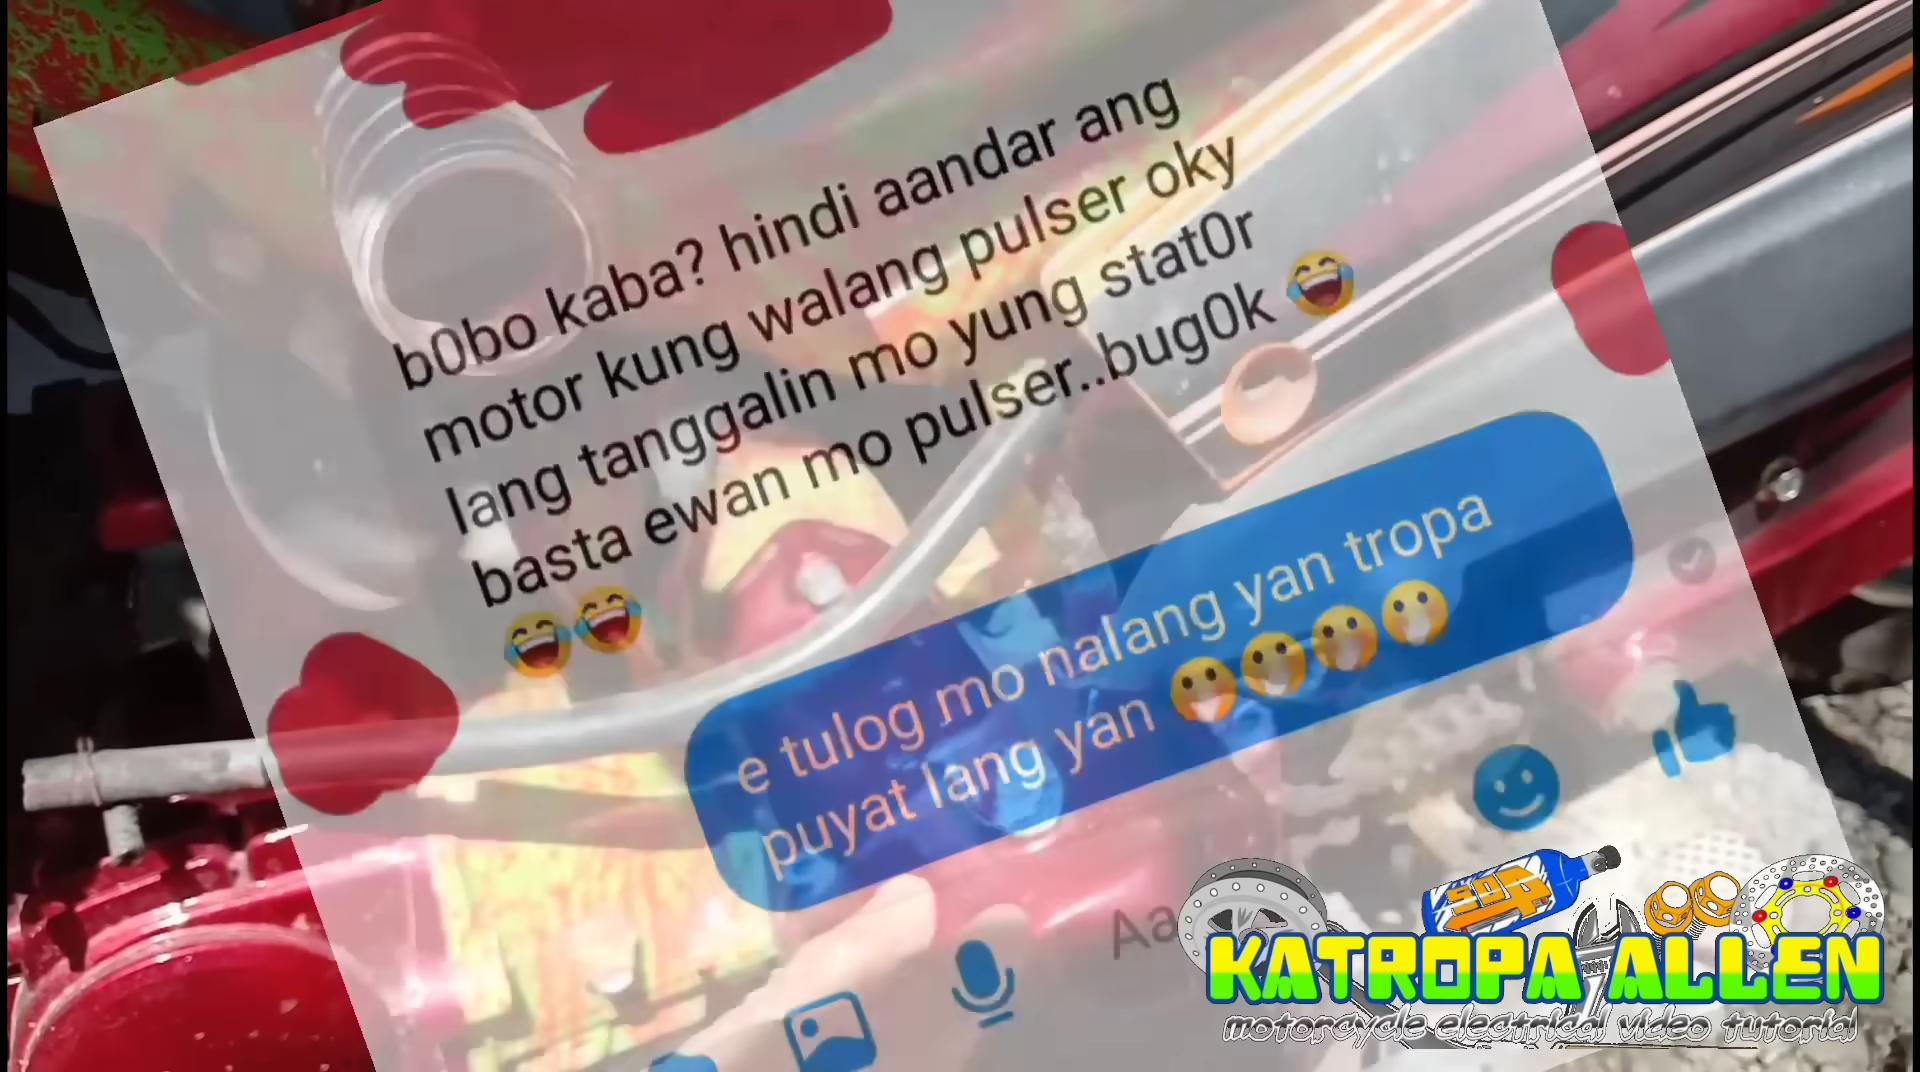 b0bo kaba? hindi aandar ang
motor kung walang pulser oky
lang tanggalin mo yung stat0r
basta ewan mo pulser..bug0k 😂
😂😂
e tulog mo nalang yan tropa
puyat lang yan 🤭🤭🤭🤭
Aa
KATROPA ALLEN
motorcycle electrical video tutorial